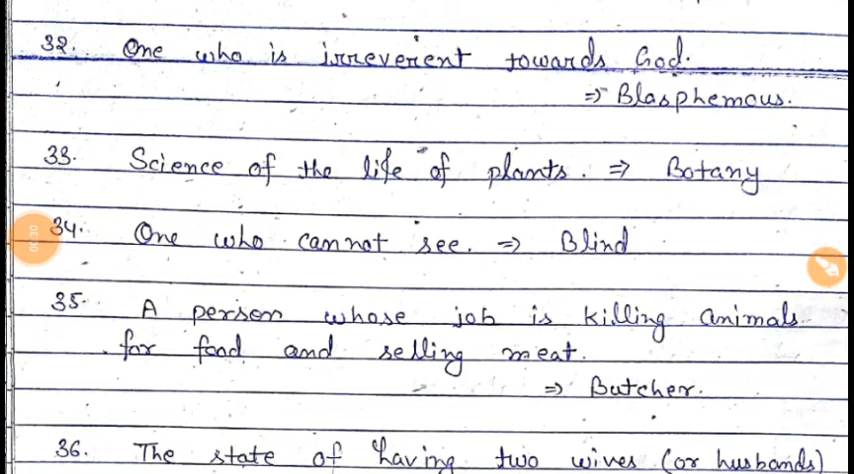 32. One who is irreverent towards God.
=> Blasphemous.
33. Science of the life of plants. => Botany
34. One who cannot see. => Blind
00:30
35. A person whose job is killing animals
for food and selling meat.
=> Butcher.
36. The state of having two wives (or husbands)